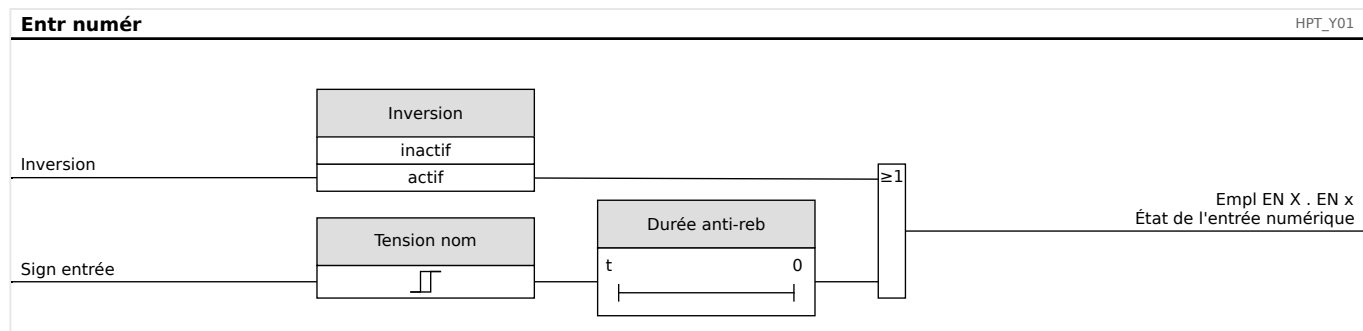 Entr numér
HPT_Y01
Inversion
inactif
Inversion
actif
≥1
Durée anti-reb
Empl EN X . EN x
État de l'entrée numérique
Tension nom
t 0
Sign entrée